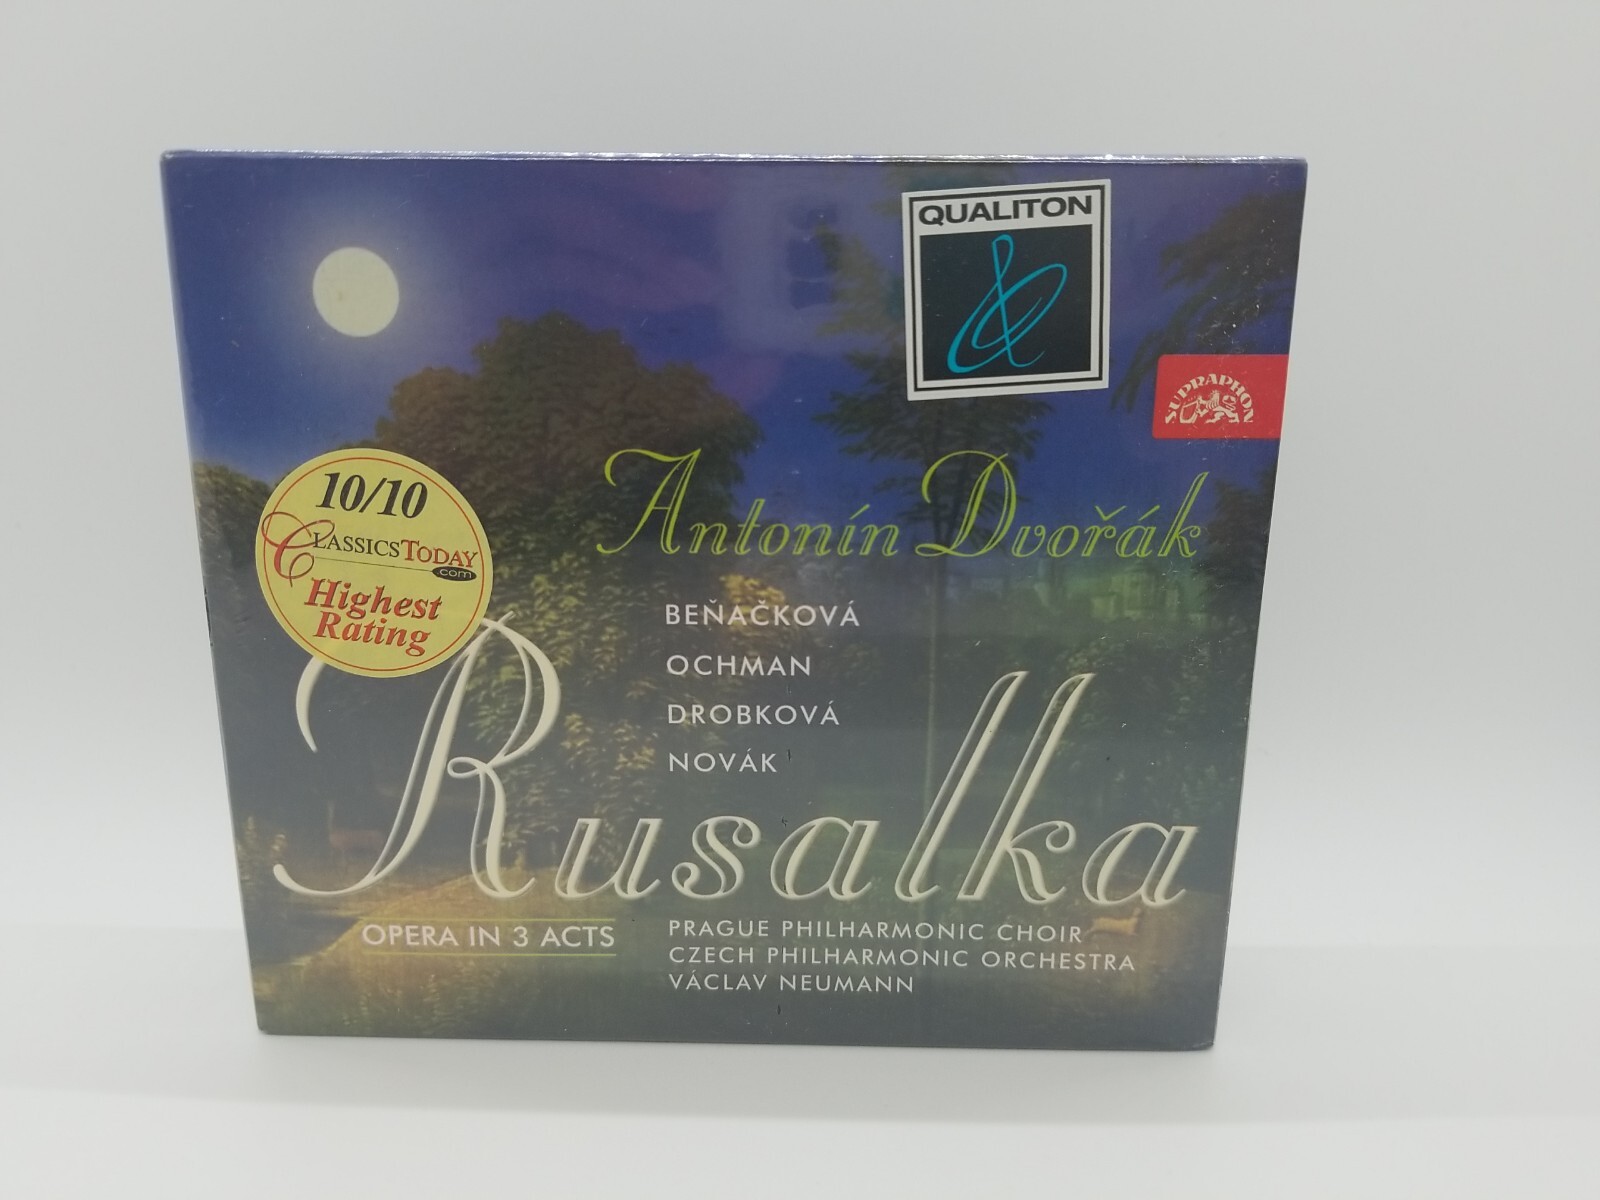 QUALITON
SUPRAPHON
10/10
CLASSICSTODAY
com
Highest
Rating
Antonín Dvořák
BEŇAČKOVÁ
OCHMAN
DROBKOVÁ
NOVÁK
Rusalka
OPERA IN 3 ACTS
PRAGUE PHILHARMONIC CHOIR
CZECH PHILHARMONIC ORCHESTRA
VÁCLAV NEUMANN